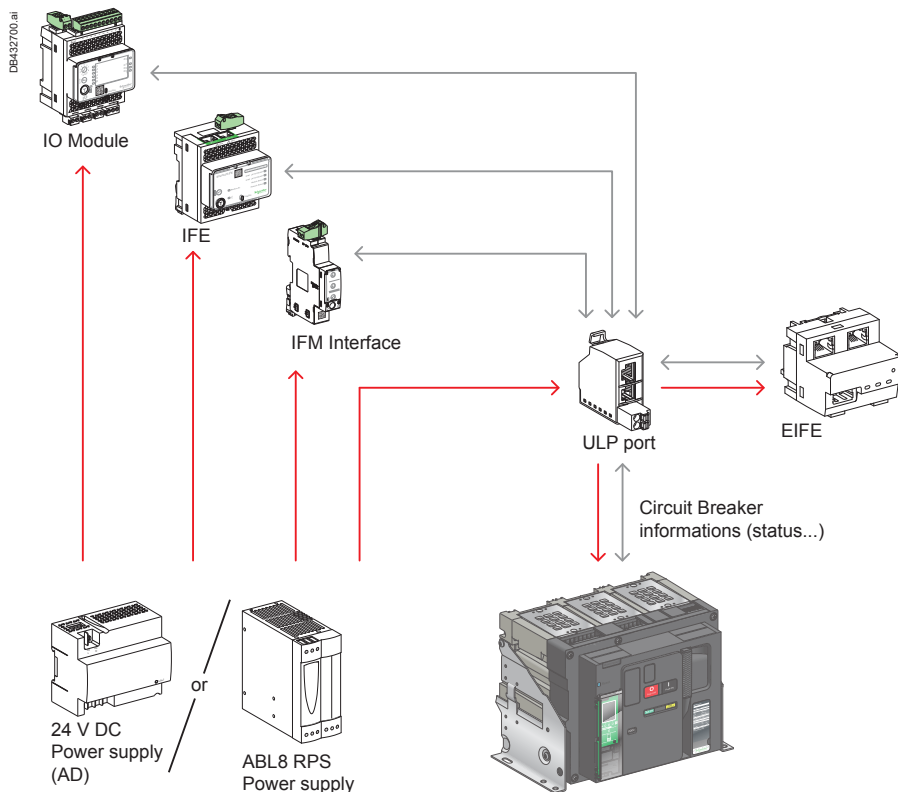 DB432700.ai
IO Module
IFE
IFM Interface
ULP port
EIFE
Circuit Breaker
informations (status...)
or
24 V DC
Power supply
(AD)
ABL8 RPS
Power supply